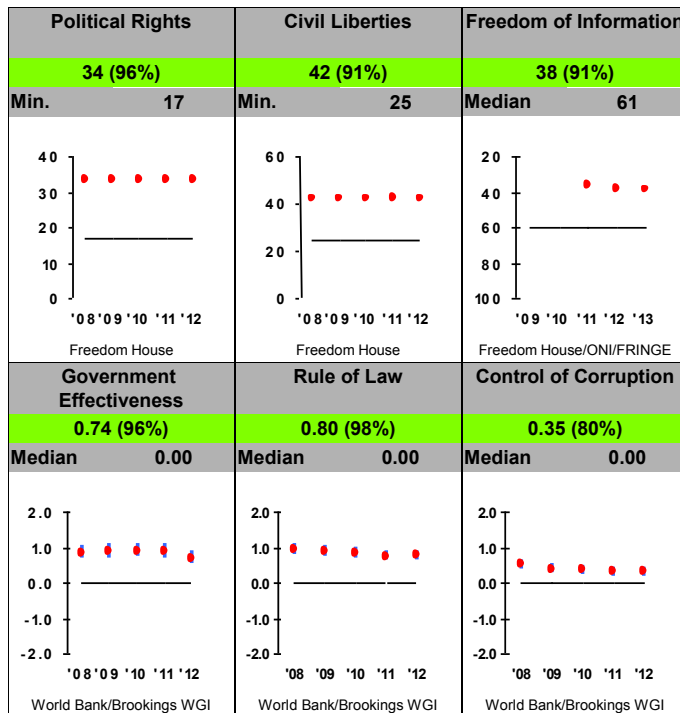 Political Rights
34 (96%)
Min. 17
40
30
20
10
0
'08 '09 '10 '11 '12
Freedom House
Civil Liberties
42 (91%)
Min. 25
60
40
20
0
'08 '09 '10 '11 '12
Freedom House
Freedom of Information
38 (91%)
Median 61
20
40
60
80
100
'09 '10 '11 '12 '13
Freedom House/ONI/FRINGE
Government
Effectiveness
0.74 (96%)
Median 0.00
2.0
1.0
0.0
-1.0
-2.0
'08 '09 '10 '11 '12
World Bank/Brookings WGI
Rule of Law
0.80 (98%)
Median 0.00
2.0
1.0
0.0
-1.0
-2.0
'08 '09 '10 '11 '12
World Bank/Brookings WGI
Control of Corruption
0.35 (80%)
Median 0.00
2.0
1.0
0.0
-1.0
-2.0
'08 '09 '10 '11 '12
World Bank/Brookings WGI